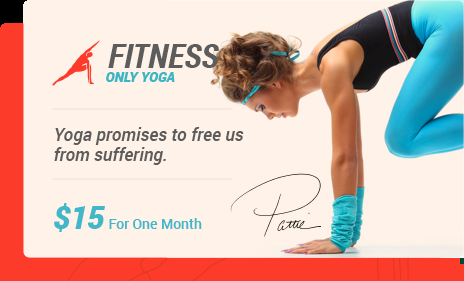 FITNESS
ONLY YOGA
Yoga promises to free us
from suffering.
$15 For One Month
Pattie